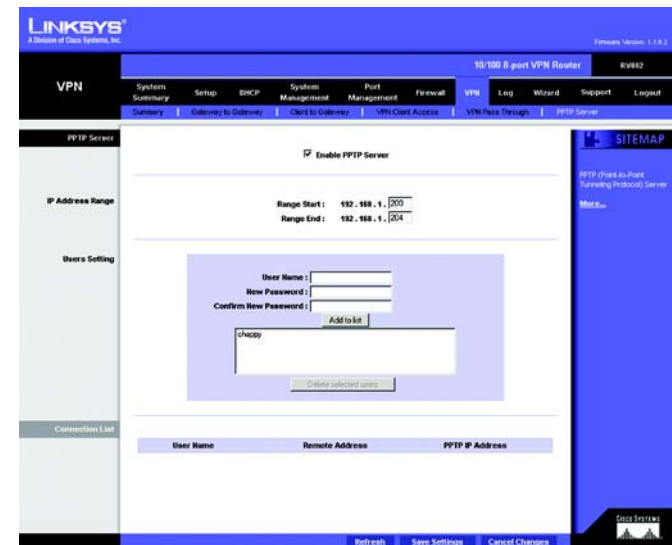 LINKSYS®
A Division of Cisco Systems, Inc.
Firmware Version: 1.1.6.2
10/100 8-port VPN Router
RV082
VPN
System Summary
Setup
DHCP
System Management
Port Management
Firewall
VPN
Log
Wizard
Support
Logout
Summary | Gateway to Gateway | Client to Gateway | VPN Client Access | VPN Pass Through | PPTP Server
PPTP Server
Enable PPTP Server
SITEMAP
PPTP (Point-to-Point Tunneling Protocol) Server
More...
IP Address Range
Range Start : 192 . 168 . 1 . 200
Range End : 192 . 168 . 1 . 204
Users Setting
User Name :
New Password :
Confirm New Password :
Add to list
chappy
Delete selected users
Connection List
User Name
Remote Address
PPTP IP Address
Refresh
Save Settings
Cancel Changes
CISCO SYSTEMS